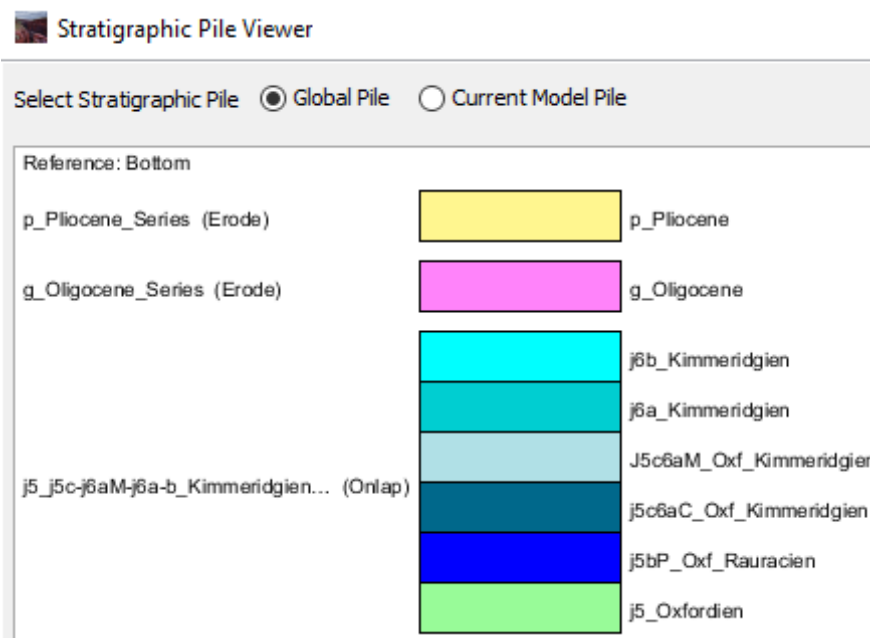 Stratigraphic Pile Viewer
Select Stratigraphic Pile Global Pile Current Model Pile
Reference: Bottom
p_Pliocene_Series (Erode) p_Pliocene
g_Oligocene_Series (Erode) g_Oligocene
j6b_Kimmeridgien
j6a_Kimmeridgien
J5c6aM_Oxf_Kimmeridgien
j5_j5c-j6aM-j6a-b_Kimmeridgien... (Onlap)
j5c6aC_Oxf_Kimmeridgien
j5bP_Oxf_Rauracien
j5_Oxfordien